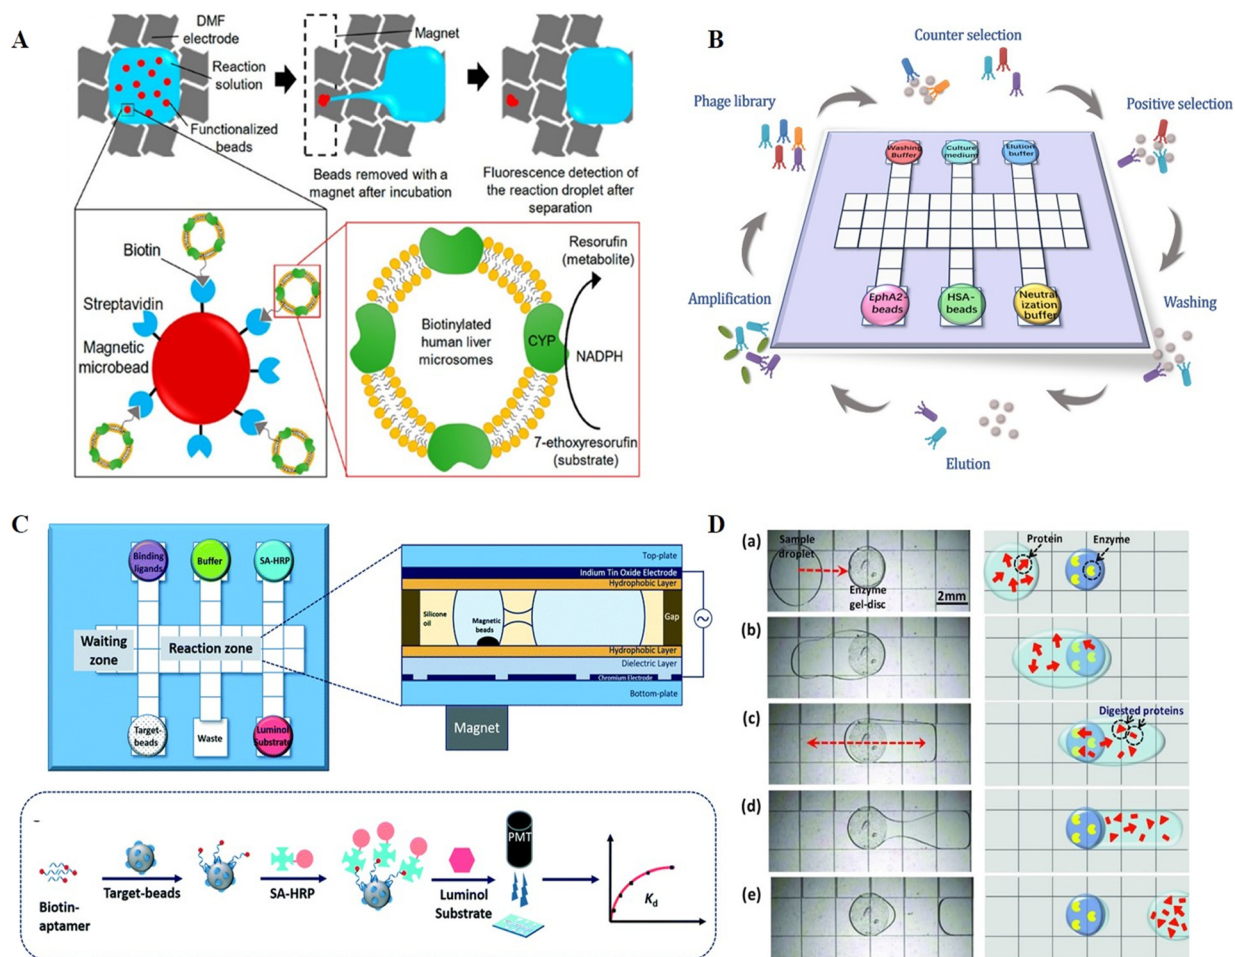 A
DMF
electrode
Reaction
solution
Functionalized
beads
Magnet
Beads removed with a
magnet after incubation
Fluorescence detection of
the reaction droplet after
separation
Biotin
Streptavidin
Magnetic
microbead
Biotinylated
human liver
microsomes
CYP
Resorufin
(metabolite)
NADPH
7-ethoxyresorufin
(substrate)
B
Counter selection
Phage library
Positive selection
Washing
Buffer
Culture
medium
Elution
buffer
Amplification
EphA2-
beads
HSA-
beads
Neutral
ization
buffer
Washing
Elution
C
Binding
ligands
Buffer
SA-HRP
Waiting
zone
Reaction zone
Target-
beads
Waste
Luminol
Substrate
Top-plate
Indium Tin Oxide Electrode
Hydrophobic Layer
Silicone
oil
Magnetic
beads
Gap
Hydrophobic Layer
Dielectric Layer
Chromium Electrode
Bottom-plate
Magnet
Biotin-
aptamer
Target-beads
SA-HRP
Luminol
Substrate
PMT
Kd
D
(a)
Sample
droplet
Enzyme
gel-disc
2mm
Protein
Enzyme
(b)
(c)
Digested proteins
(d)
(e)